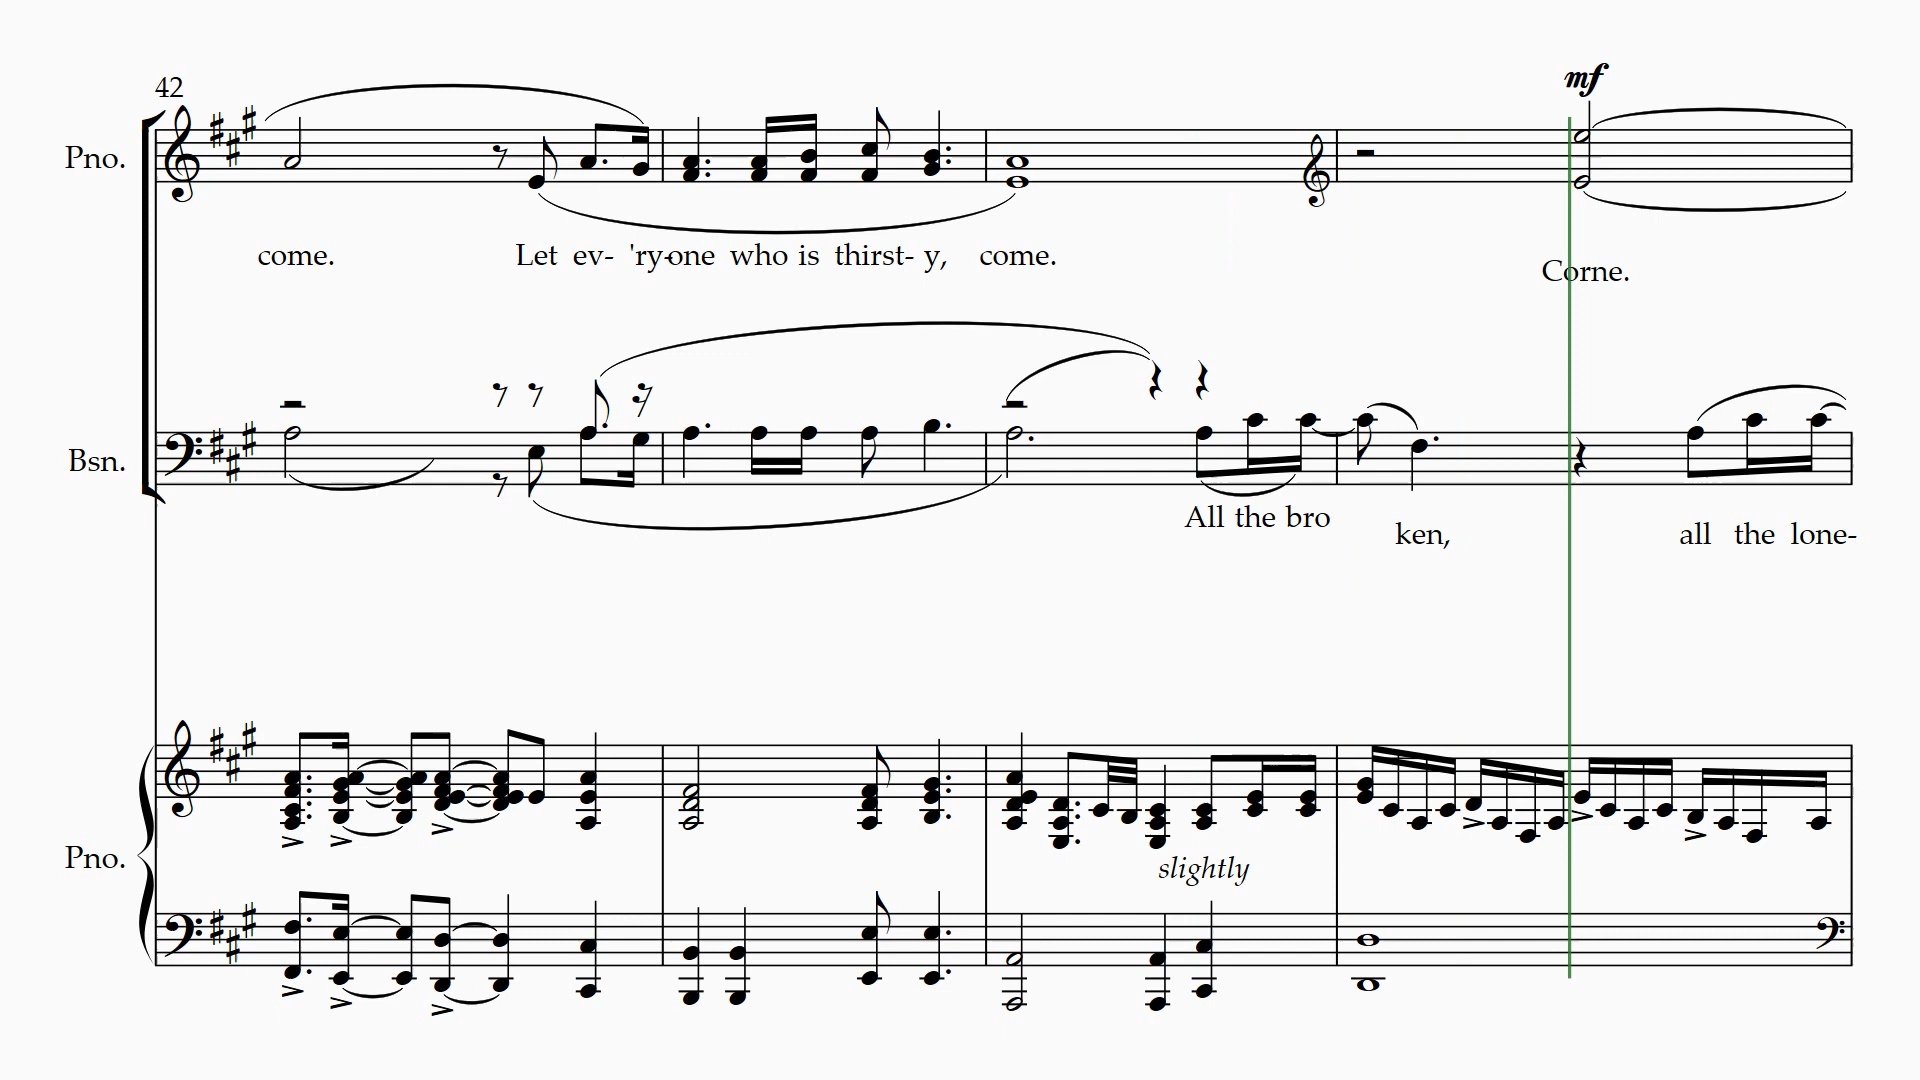 42
mf
Pno.
come. Let ev- 'ry-one who is thirst- y, come.
Corne.
Bsn.
All the bro
ken, all the lone-
Pno.
slightly